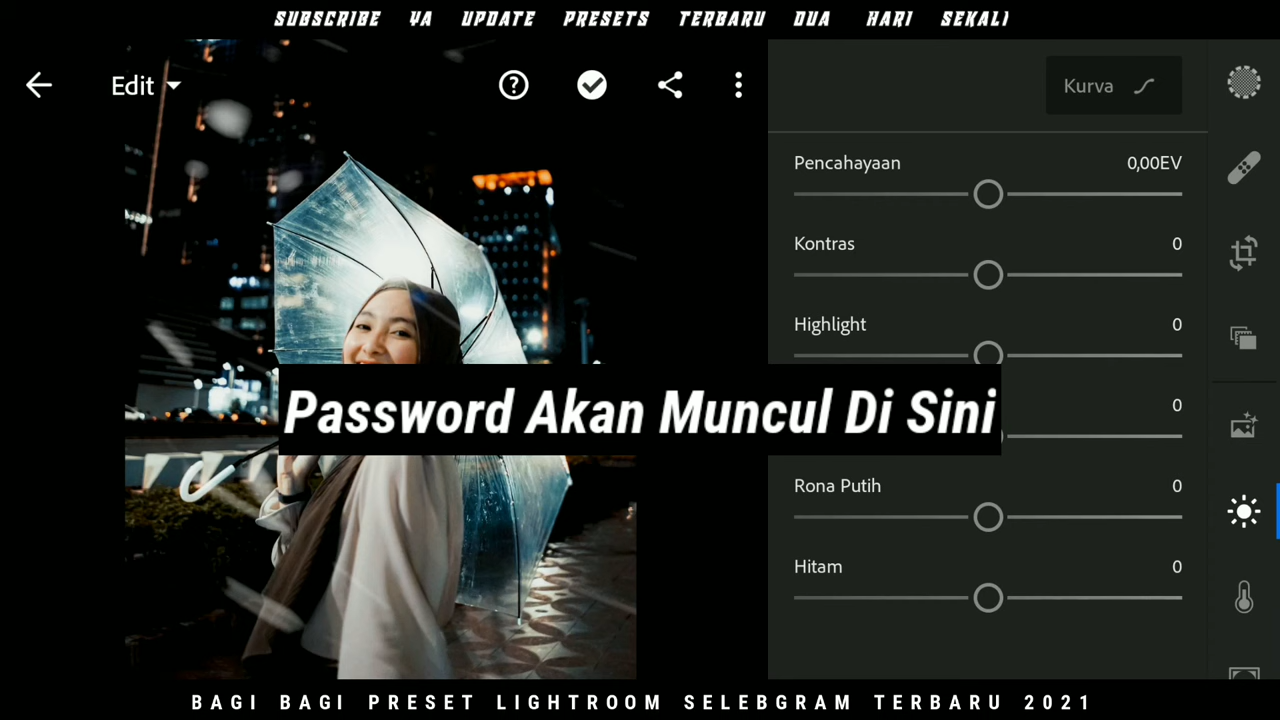 SUBSCRIBE YA UPDATE PRESETS TERBARU DUA HARI SEKALI
Edit
Kurva
Pencahayaan 0,00EV
Kontras 0
Highlight 0
Password Akan Muncul Di Sini
0
Rona Putih 0
Hitam 0
BAGI BAGI PRESET LIGHTROOM SELEBGRAM TERBARU 2021